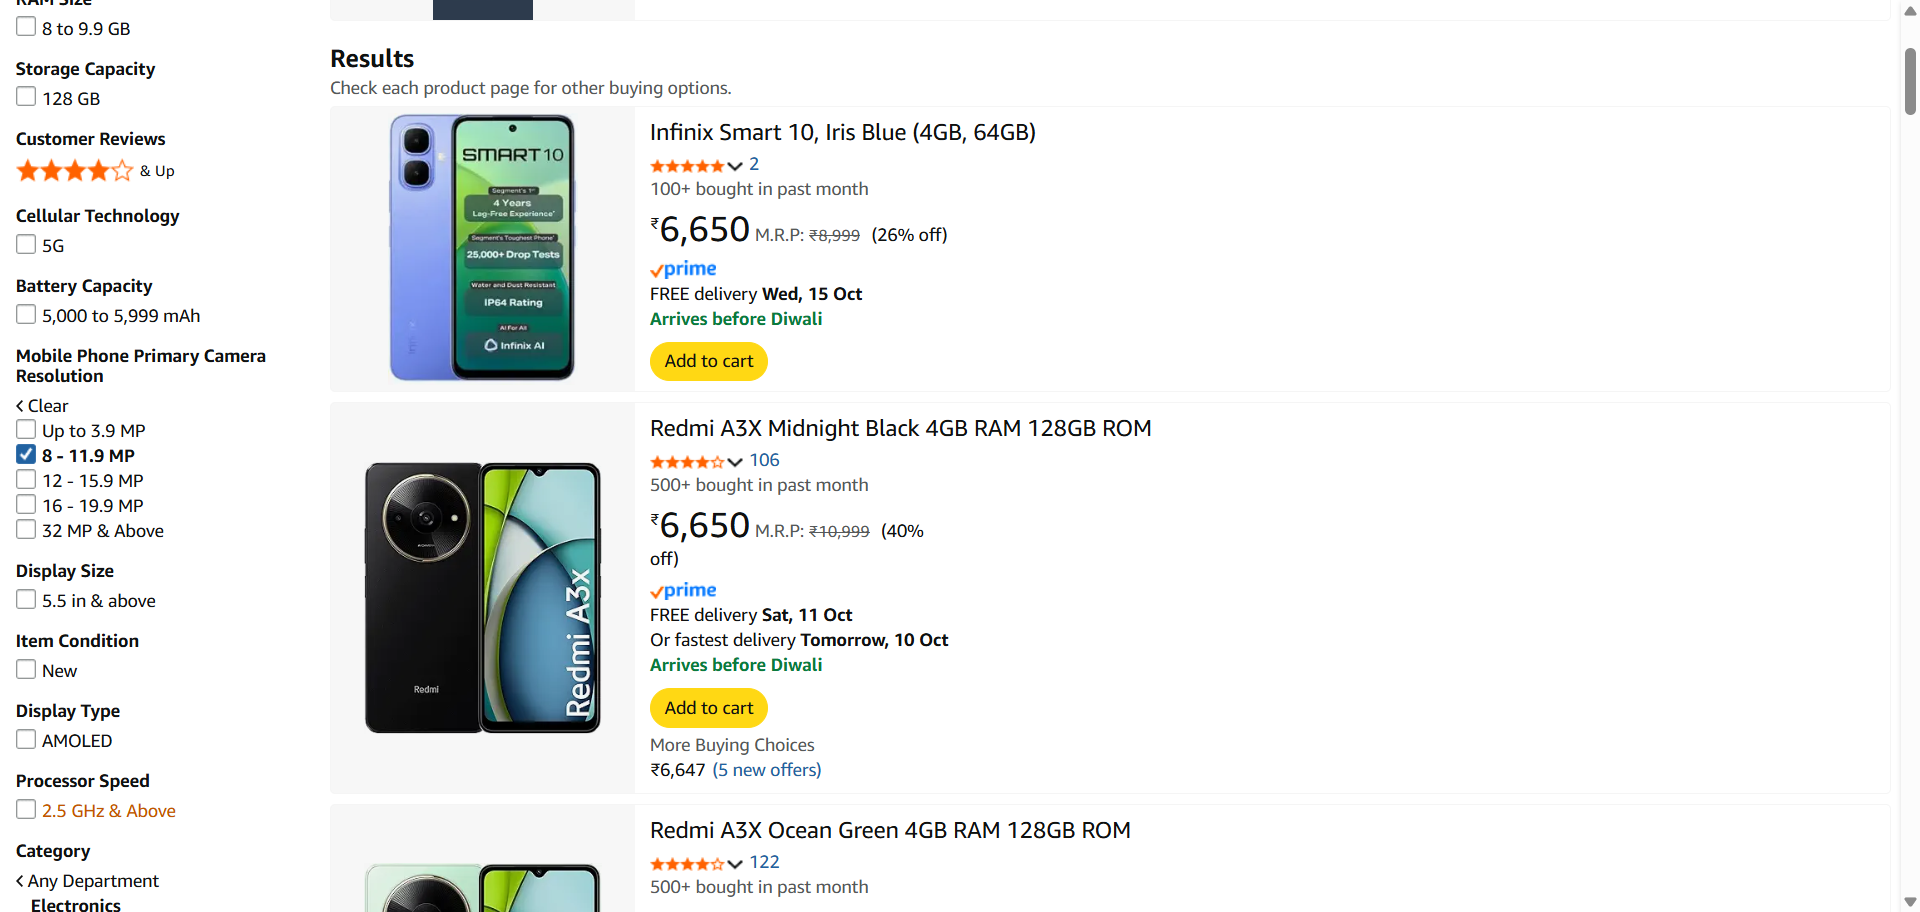 RAM Size
8 to 9.9 GB
Storage Capacity
128 GB
Customer Reviews
& Up
Cellular Technology
5G
Battery Capacity
5,000 to 5,999 mAh
Mobile Phone Primary Camera
Resolution
Clear
Up to 3.9 MP
8 - 11.9 MP
12 - 15.9 MP
16 - 19.9 MP
32 MP & Above
Display Size
5.5 in & above
Item Condition
New
Display Type
AMOLED
Processor Speed
2.5 GHz & Above
Category
Any Department
Electronics
Results
Check each product page for other buying options.
SMART 10
Segment's 1st
4 Years
Lag-Free Experience*
Segment's Toughest Phone*
25,000+ Drop Tests
Water and Dust Resistant
IP64 Rating
AI For All
Infinix AI
Infinix Smart 10, Iris Blue (4GB, 64GB)
2
100+ bought in past month
₹6,650 M.R.P: ₹8,999 (26% off)
prime
FREE delivery Wed, 15 Oct
Arrives before Diwali
Add to cart
Redmi
Redmi A3x
Redmi A3X Midnight Black 4GB RAM 128GB ROM
106
500+ bought in past month
₹6,650 M.R.P: ₹10,999 (40%
off)
prime
FREE delivery Sat, 11 Oct
Or fastest delivery Tomorrow, 10 Oct
Arrives before Diwali
Add to cart
More Buying Choices
₹6,647 (5 new offers)
Redmi A3X Ocean Green 4GB RAM 128GB ROM
122
500+ bought in past month